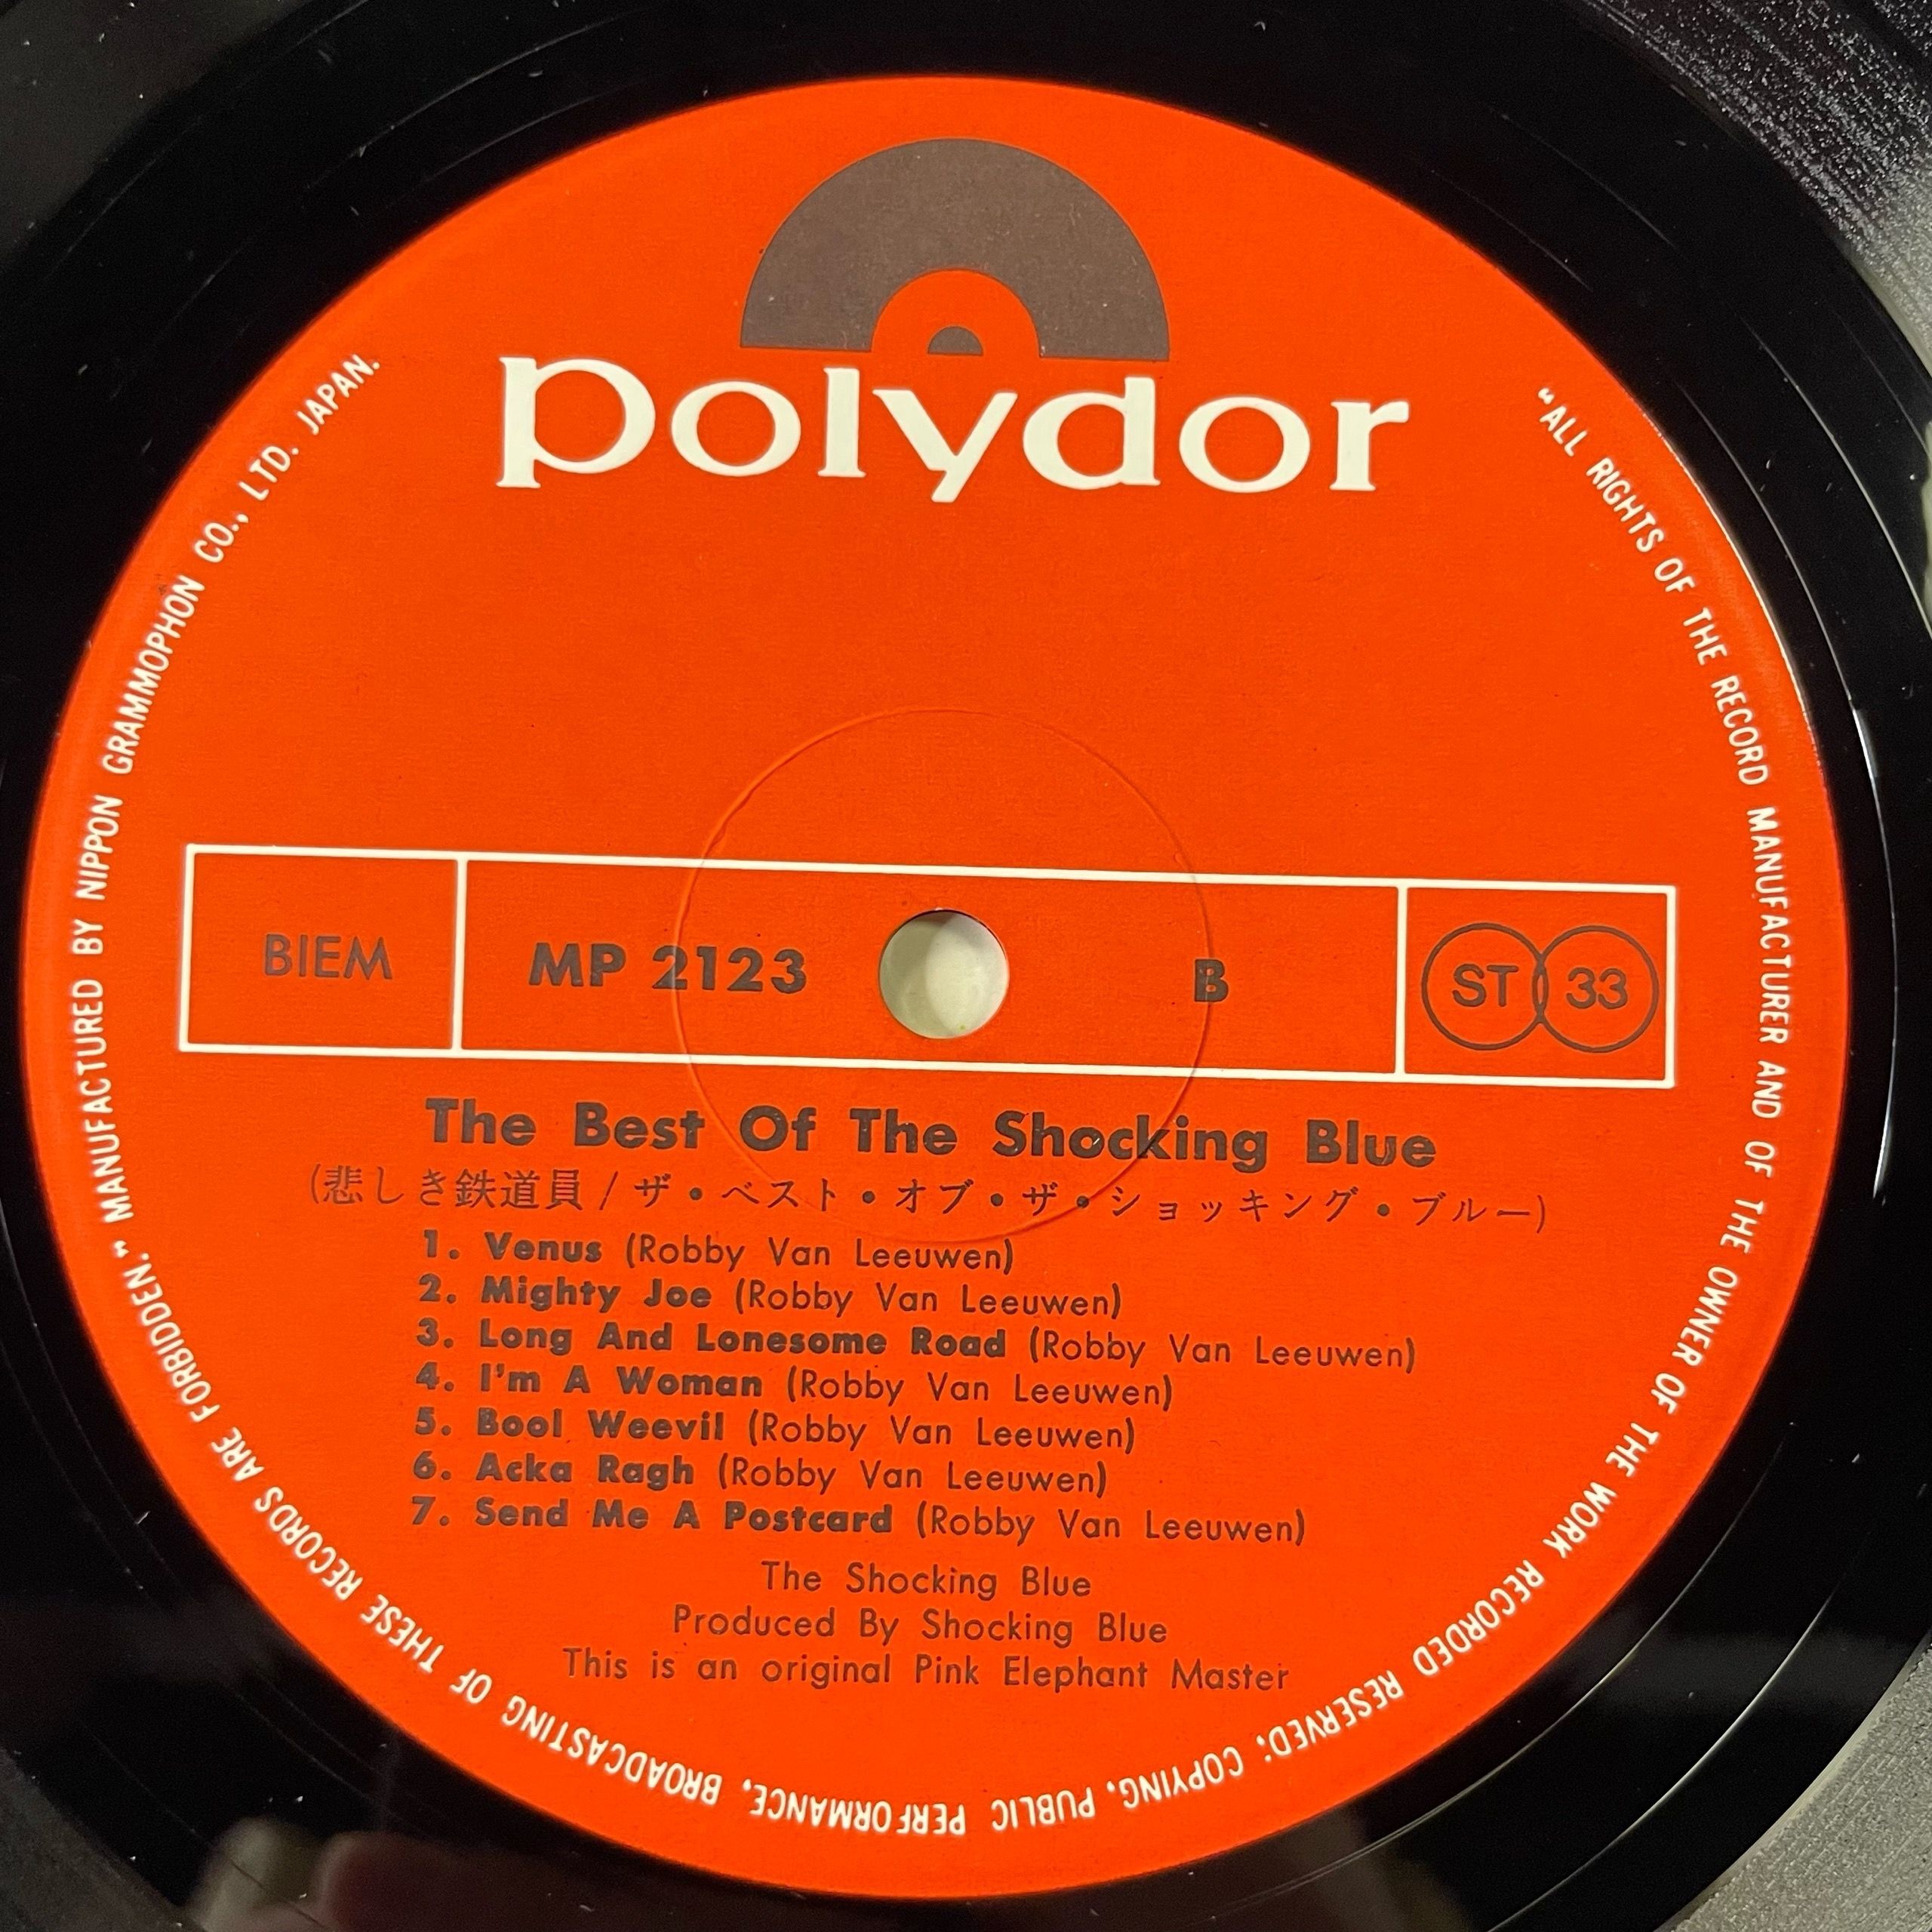 polydor
BIEM
MP 2123
B
ST 33
The Best Of The Shocking Blue
(悲しき鉄道員/ザ・ベスト・オブ・ザ・ショッキング・ブルー)
1. Venus (Robby Van Leeuwen)
2. Mighty Joe (Robby Van Leeuwen)
3. Long And Lonesome Road (Robby Van Leeuwen)
4. I'm A Woman (Robby Van Leeuwen)
5. Bool Weevil (Robby Van Leeuwen)
6. Acka Ragh (Robby Van Leeuwen)
7. Send Me A Postcard (Robby Van Leeuwen)
The Shocking Blue
Produced By Shocking Blue
This is an original Pink Elephant Master
"ALL RIGHTS OF THE RECORD MANUFACTURER AND OF THE OWNER OF THE WORK RECORDED RESERVED; COPYING, PUBLIC PERFORMANCE, BROADCASTING OF THESE RECORDS ARE FORBIDDEN." MANUFACTURED BY NIPPON GRAMMOPHON CO., LTD. JAPAN.